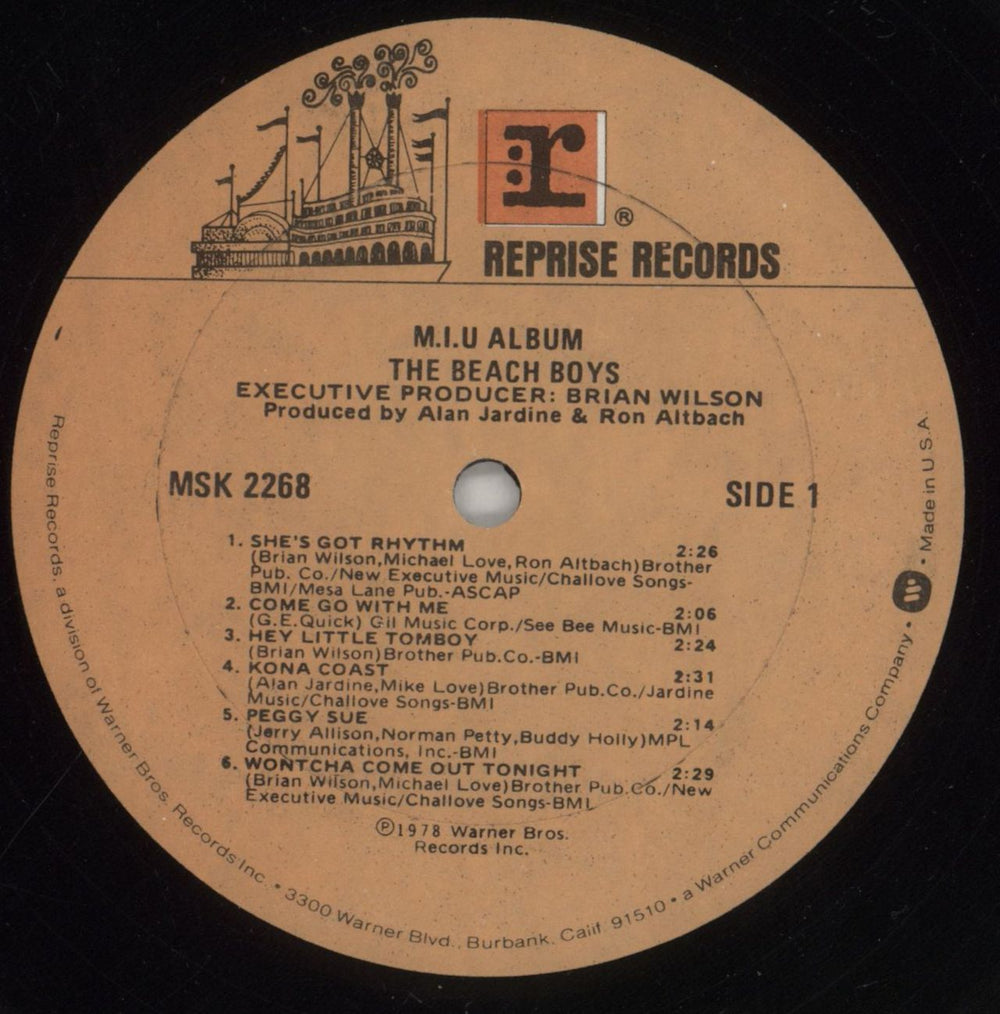 r
®
REPRISE RECORDS
M.I.U ALBUM
THE BEACH BOYS
EXECUTIVE PRODUCER: BRIAN WILSON
Produced by Alan Jardine & Ron Altbach
MSK 2268
SIDE 1
1. SHE'S GOT RHYTHM 2:26
(Brian Wilson,Michael Love,Ron Altbach)Brother
Pub. Co./New Executive Music/Challove Songs-
BMI/Mesa Lane Pub.-ASCAP
2. COME GO WITH ME 2:06
(G.E.Quick) Gil Music Corp./See Bee Music-BMI
3. HEY LITTLE TOMBOY 2:24
(Brian Wilson)Brother Pub.Co.-BMI
4. KONA COAST 2:31
(Alan Jardine,Mike Love)Brother Pub.Co./Jardine
Music/Challove Songs-BMI
5. PEGGY SUE 2:14
(Jerry Allison,Norman Petty,Buddy Holly)MPL
Communications, Inc.-BMI
6. WONTCHA COME OUT TONIGHT 2:29
(Brian Wilson,Michael Love)Brother Pub.Co./New
Executive Music/Challove Songs-BMI
Ⓟ1978 Warner Bros.
Records Inc.
Reprise Records, a division of Warner Bros. Records Inc. • 3300 Warner Blvd., Burbank, Calif. 91510 • a Warner Communications Company • Made in U.S.A.